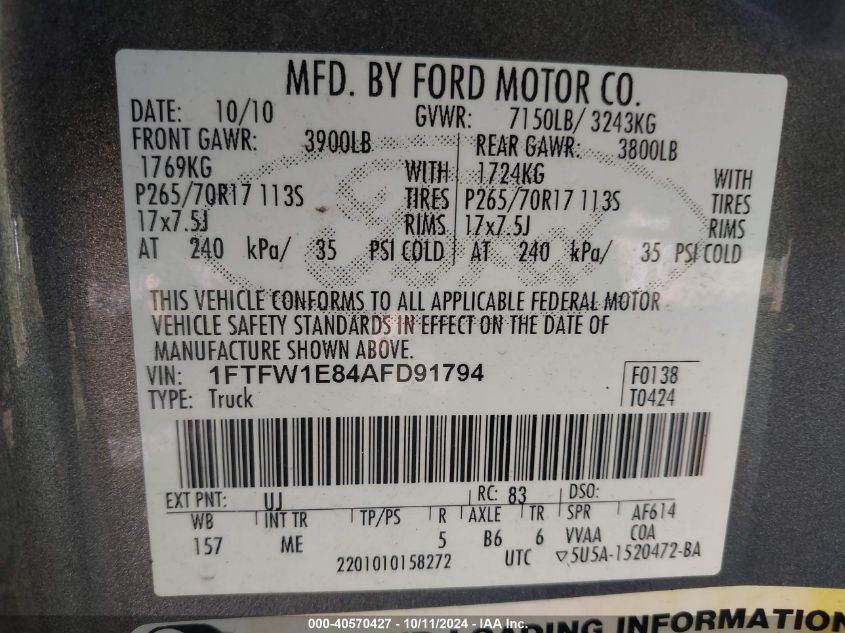 MFD. BY FORD MOTOR CO.
DATE: 10/10 GVWR: 7150LB/ 3243KG
FRONT GAWR: 3900LB REAR GAWR: 3800LB
1769KG WITH 1724KG WITH
P265/70R17 113S TIRES P265/70R17 113S TIRES
17x7.5J RIMS 17x7.5J RIMS
AT 240 kPa/ 35 PSI COLD AT 240 kPa/ 35 PSI COLD
THIS VEHICLE CONFORMS TO ALL APPLICABLE FEDERAL MOTOR
VEHICLE SAFETY STANDARDS IN EFFECT ON THE DATE OF
MANUFACTURE SHOWN ABOVE.
VIN: 1FTFW1E84AFD91794 F0138
TYPE: Truck T0424
EXT PNT: UJ RC: 83 DSO:
WB INT TR TP/PS R AXLE TR SPR AF614
157 ME 5 B6 6 VVAA COA
2201010158272 UTC ▽5U5A-1520472-BA
LOADING INFORMATION
000-40570427 - 10/11/2024 - IAA Inc.